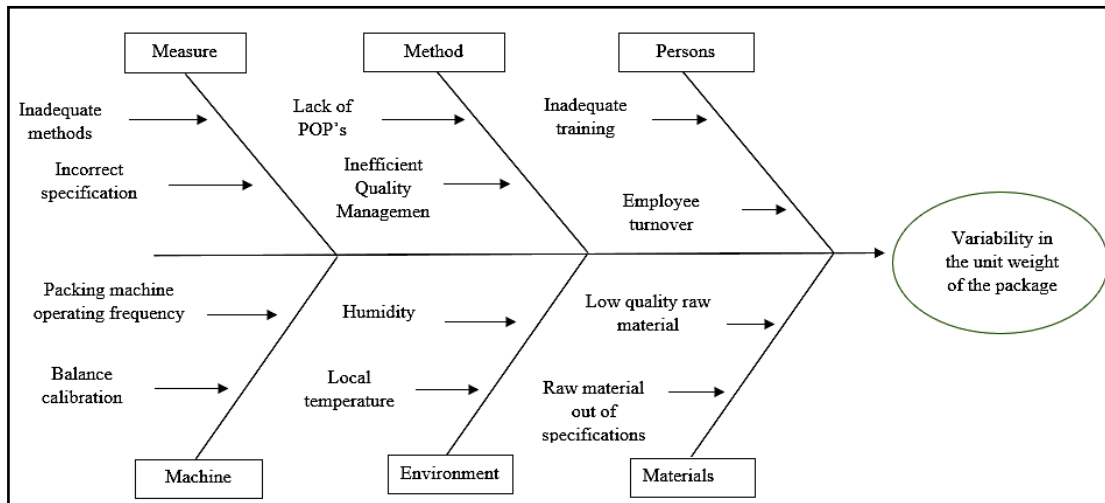 Measure
Method
Persons
Inadequate
methods
Lack of
POP's
Inadequate
training
Incorrect
specification
Inefficient
Quality
Managemen
Employee
turnover
Variability in
the unit weight
of the package
Packing machine
operating frequency
Humidity
Low quality raw
material
Balance
calibration
Local
temperature
Raw material
out of
specifications
Machine
Environment
Materials